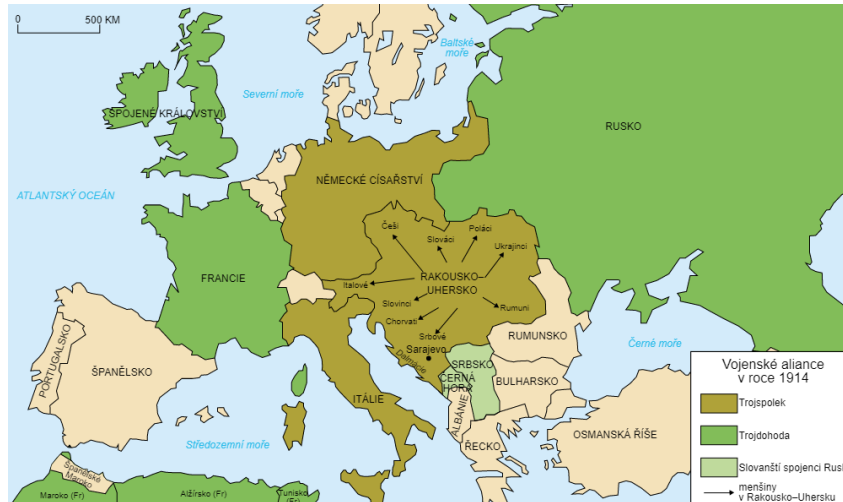 0 500 KM
Baltské
moře
Severní moře
SPOJENÉ KRÁLOVSTVÍ
RUSKO
NĚMECKÉ CÍSAŘSTVÍ
ATLANTSKÝ OCEÁN
Češi
Slováci
Poláci
Ukrajinci
FRANCIE
RAKOUSKO–
UHERSKO
Italové
Slovinci
Rumuni
Chorvati
Srbové
Sarajevo
Dalmácie
RUMUNSKO
Černé moře
PORTUGALSKO
ŠPANĚLSKO
SRBSKO
ČERNÁ
HORA
BULHARSKO
ITÁLIE
ALBÁNIE
ŘECKO
OSMANSKÁ ŘÍŠE
Středozemní moře
Španělské
Maroko
Maroko (Fr)
Alžírsko (Fr)
Tunisko
(Fr)
Vojenské aliance
v roce 1914
Trojspolek
Trojdohoda
Slovanští spojenci Rusl
menšiny
v Rakousko–Uhersku